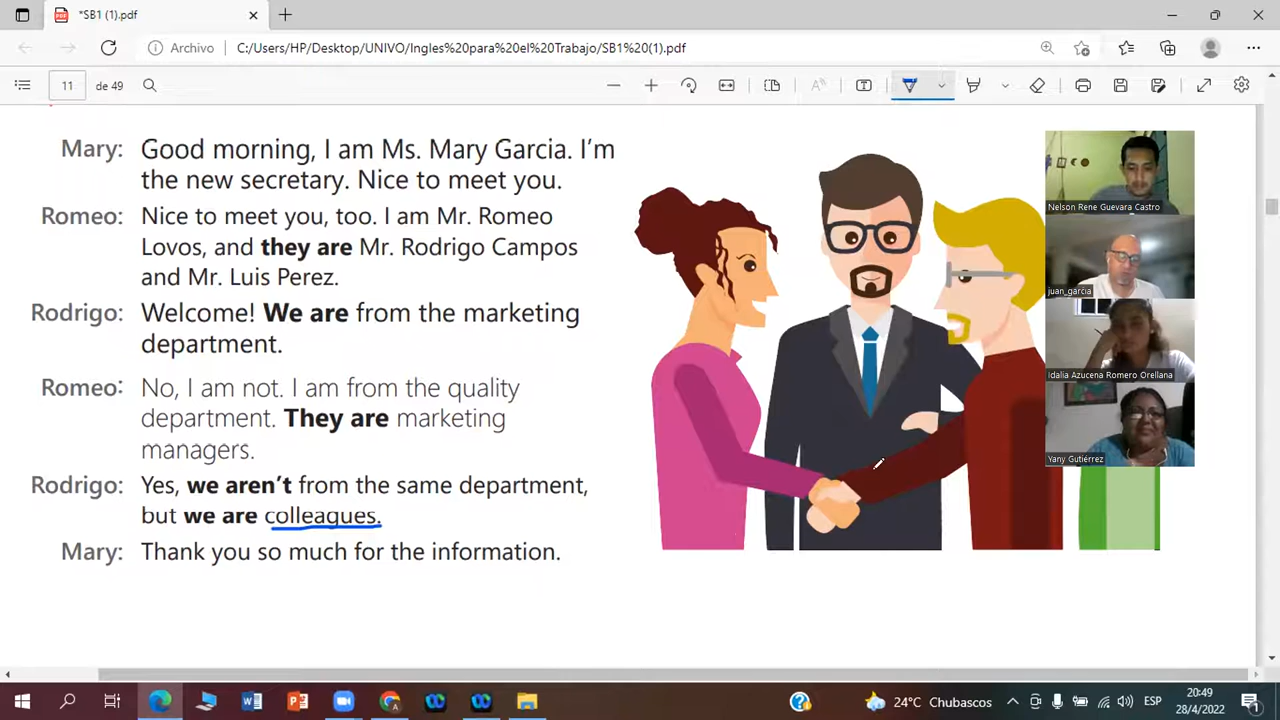 *SB1 (1).pdf
Archivo C:/Users/HP/Desktop/UNIVO/Ingles%20para%20el%20Trabajo/SB1%20(1).pdf
11 de 49
Mary: Good morning, I am Ms. Mary Garcia. I'm
the new secretary. Nice to meet you.
Romeo: Nice to meet you, too. I am Mr. Romeo
Lovos, and they are Mr. Rodrigo Campos
and Mr. Luis Perez.
Rodrigo: Welcome! We are from the marketing
department.
Romeo: No, I am not. I am from the quality
department. They are marketing
managers.
Rodrigo: Yes, we aren't from the same department,
but we are colleagues.
Mary: Thank you so much for the information.
Nelson Rene Guevara Castro
juan_garcia
Idalia Azucena Romero Orellana
Yany Gutiérrez
24°C Chubascos
ESP
20:49
28/4/2022